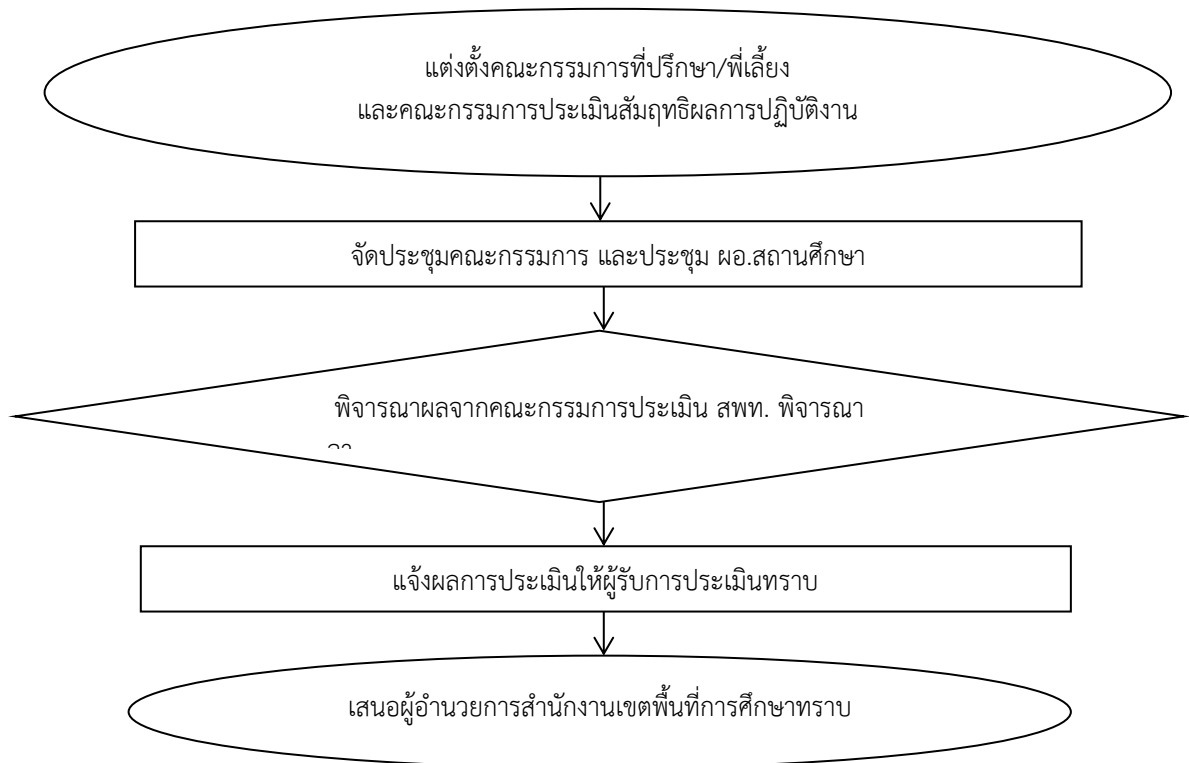 แต่งตั้งคณะกรรมการที่ปรึกษา/พี่เลี้ยง
และคณะกรรมการประเมินสัมฤทธิผลการปฏิบัติงาน
จัดประชุมคณะกรรมการ และประชุม ผอ.สถานศึกษา
พิจารณาผลจากคณะกรรมการประเมิน สพท. พิจารณา
แจ้งผลการประเมินให้ผู้รับการประเมินทราบ
เสนอผู้อำนวยการสำนักงานเขตพื้นที่การศึกษาทราบ